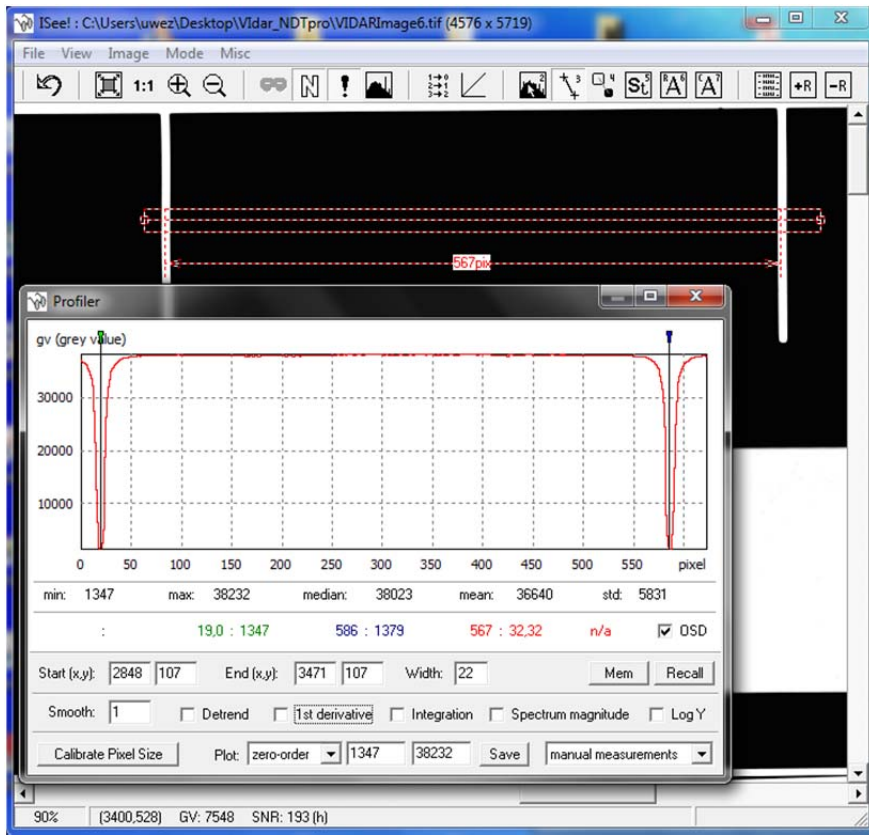 ISee! : C:\Users\uwez\Desktop\VIdar_NDTpro\VIDARImage6.tif (4576 x 5719)
File View Image Mode Misc
1:1 N
567pix
Profiler
gv (grey value)
30000
20000
10000
0 50 100 150 200 250 300 350 400 450 500 550 pixel
min: 1347 max: 38232 median: 38023 mean: 36640 std: 5831
: 19,0 : 1347 586 : 1379 567 : 32,32 n/a OSD
Start (x,y): 2848 107 End (x,y): 3471 107 Width: 22 Mem Recall
Smooth: 1 Detrend 1st derivative Integration Spectrum magnitude Log Y
Calibrate Pixel Size Plot: zero-order 1347 38232 Save manual measurements
90% (3400,528) GV: 7548 SNR: 193 (h)